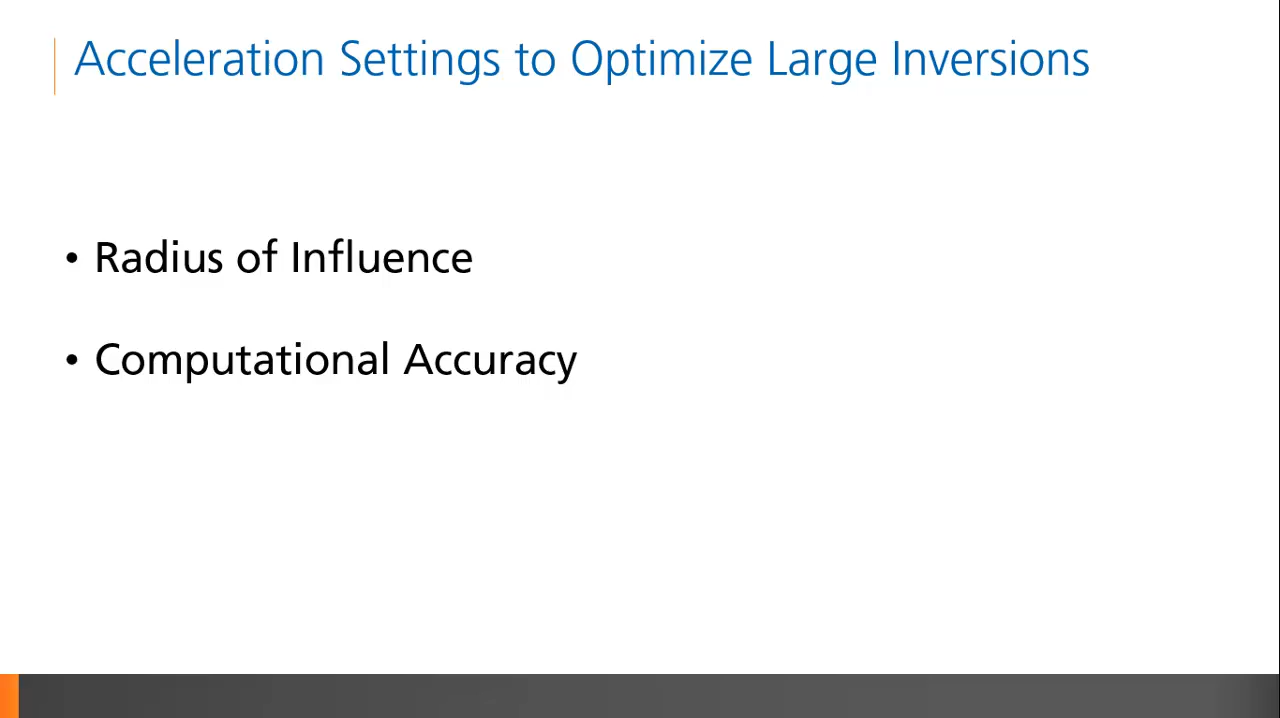 Acceleration Settings to Optimize Large Inversions
• Radius of Influence
• Computational Accuracy